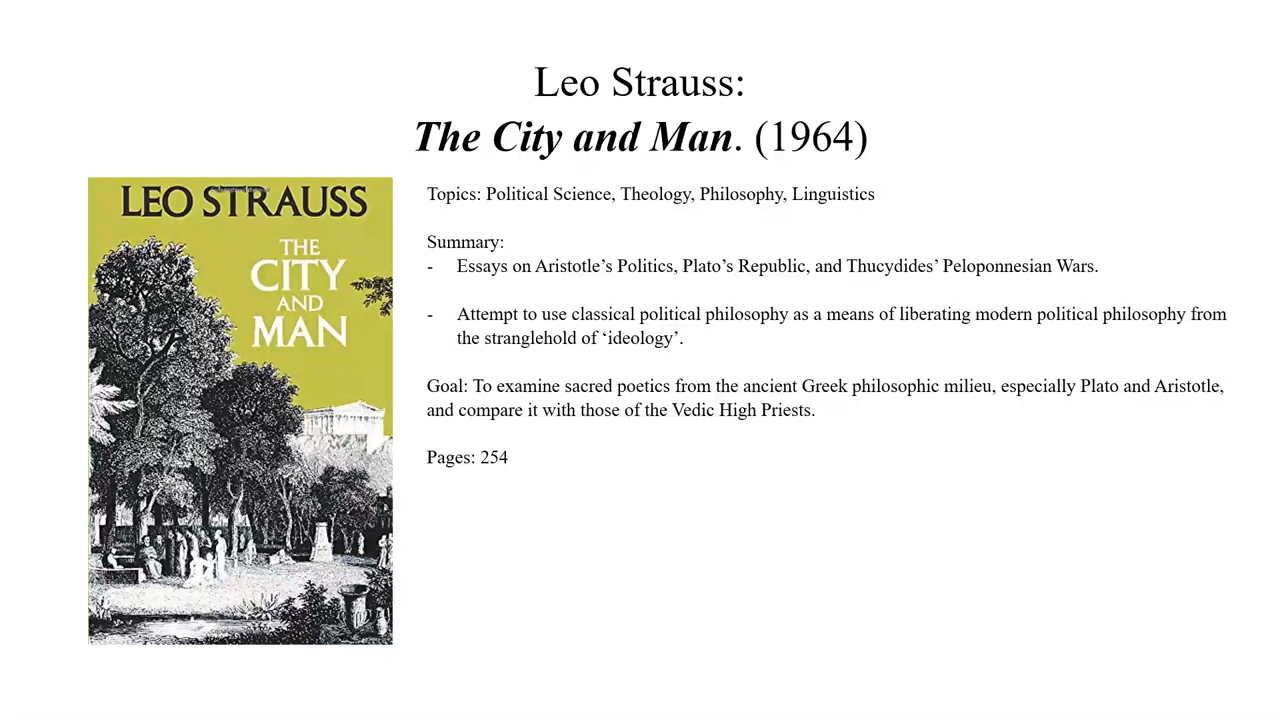 Leo Strauss:
The City and Man. (1964)
LEO STRAUSS
THE
CITY
AND
MAN
Topics: Political Science, Theology, Philosophy, Linguistics
Summary:
- Essays on Aristotle’s Politics, Plato’s Republic, and Thucydides’ Peloponnesian Wars.
- Attempt to use classical political philosophy as a means of liberating modern political philosophy from
the stranglehold of ‘ideology’.
Goal: To examine sacred poetics from the ancient Greek philosophic milieu, especially Plato and Aristotle,
and compare it with those of the Vedic High Priests.
Pages: 254